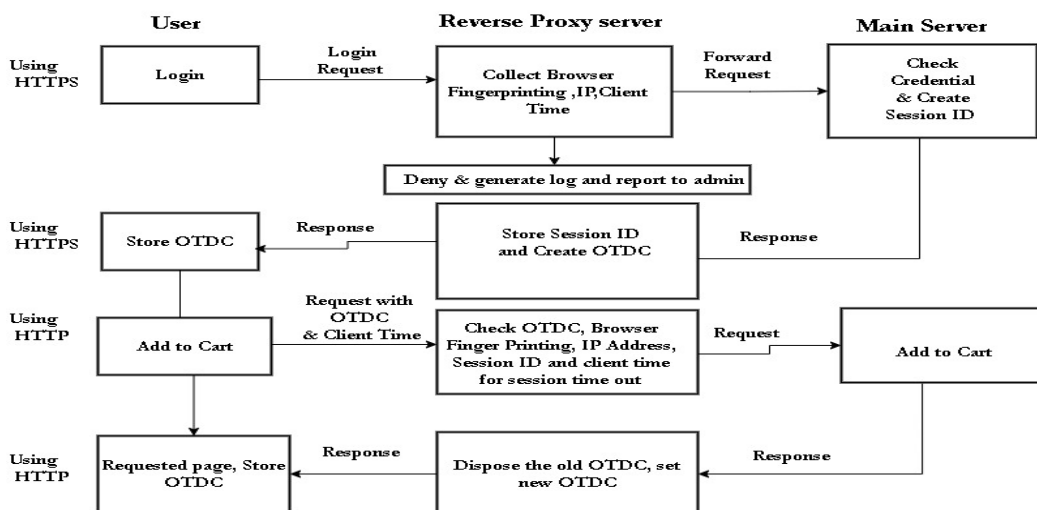 User
Reverse Proxy server
Main Server
Using
HTTPS
Login
Login
Request
Collect Browser
Fingerprinting ,IP,Client
Time
Forward
Request
Check
Credential
& Create
Session ID
Deny & generate log and report to admin
Using
HTTPS
Store OTDC
Response
Store Session ID
and Create OTDC
Response
Using
HTTP
Add to Cart
Request with
OTDC
& Client Time
Check OTDC, Browser
Finger Printing, IP Address,
Session ID and client time
for session time out
Request
Add to Cart
Using
HTTP
Requested page, Store
OTDC
Response
Dispose the old OTDC, set
new OTDC
Response